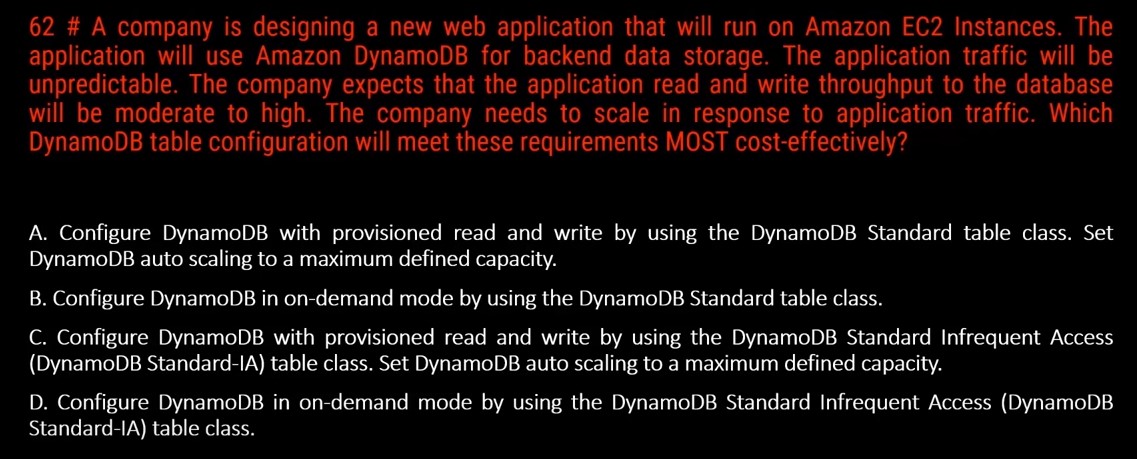 62 # A company is designing a new web application that will run on Amazon EC2 Instances. The
application will use Amazon DynamoDB for backend data storage. The application traffic will be
unpredictable. The company expects that the application read and write throughput to the database
will be moderate to high. The company needs to scale in response to application traffic. Which
DynamoDB table configuration will meet these requirements MOST cost-effectively?
A. Configure DynamoDB with provisioned read and write by using the DynamoDB Standard table class. Set
DynamoDB auto scaling to a maximum defined capacity.
B. Configure DynamoDB in on-demand mode by using the DynamoDB Standard table class.
C. Configure DynamoDB with provisioned read and write by using the DynamoDB Standard Infrequent Access
(DynamoDB Standard-IA) table class. Set DynamoDB auto scaling to a maximum defined capacity.
D. Configure DynamoDB in on-demand mode by using the DynamoDB Standard Infrequent Access (DynamoDB
Standard-IA) table class.